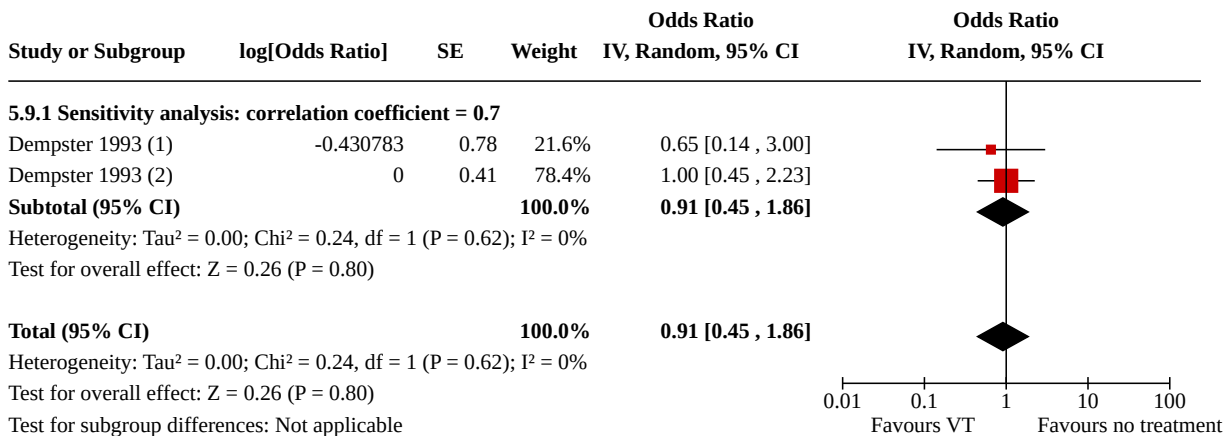 Odds Ratio Odds Ratio
Study or Subgroup log[Odds Ratio] SE Weight IV, Random, 95% CI IV, Random, 95% CI
5.9.1 Sensitivity analysis: correlation coefficient = 0.7
Dempster 1993 (1) -0.430783 0.78 21.6% 0.65 [0.14 , 3.00]
Dempster 1993 (2) 0 0.41 78.4% 1.00 [0.45 , 2.23]
Subtotal (95% CI) 100.0% 0.91 [0.45 , 1.86]
Heterogeneity: Tau² = 0.00; Chi² = 0.24, df = 1 (P = 0.62); I² = 0%
Test for overall effect: Z = 0.26 (P = 0.80)
Total (95% CI) 100.0% 0.91 [0.45 , 1.86]
Heterogeneity: Tau² = 0.00; Chi² = 0.24, df = 1 (P = 0.62); I² = 0%
Test for overall effect: Z = 0.26 (P = 0.80)
0.01 0.1 1 10 100
Test for subgroup differences: Not applicable Favours VT Favours no treatment